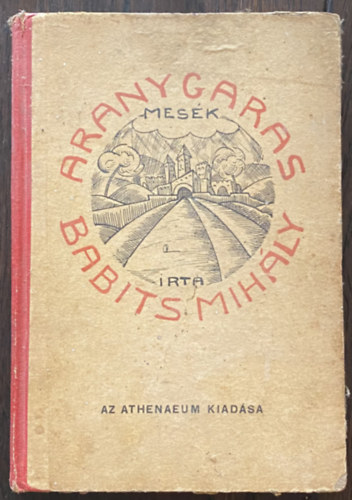 ARANYGARAS
MESÉK
IRTA
BABITS MIHÁLY
AZ ATHENAEUM KIADÁSA